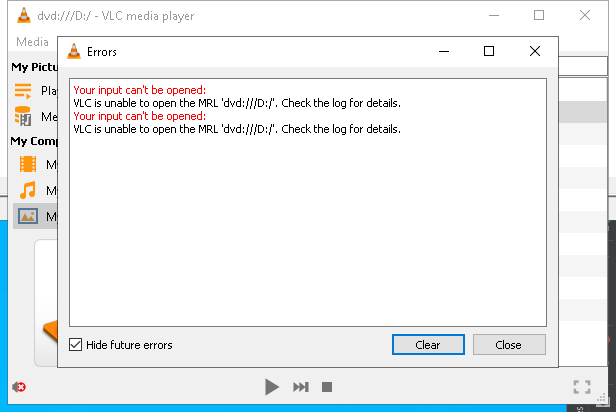 dvd:///D:/ - VLC media player
Media
Errors
My Pictu
Play
Me
My Comp
My
My
My
Your input can't be opened:
VLC is unable to open the MRL 'dvd:///D:/'. Check the log for details.
Your input can't be opened:
VLC is unable to open the MRL 'dvd:///D:/'. Check the log for details.
Hide future errors
Clear
Close